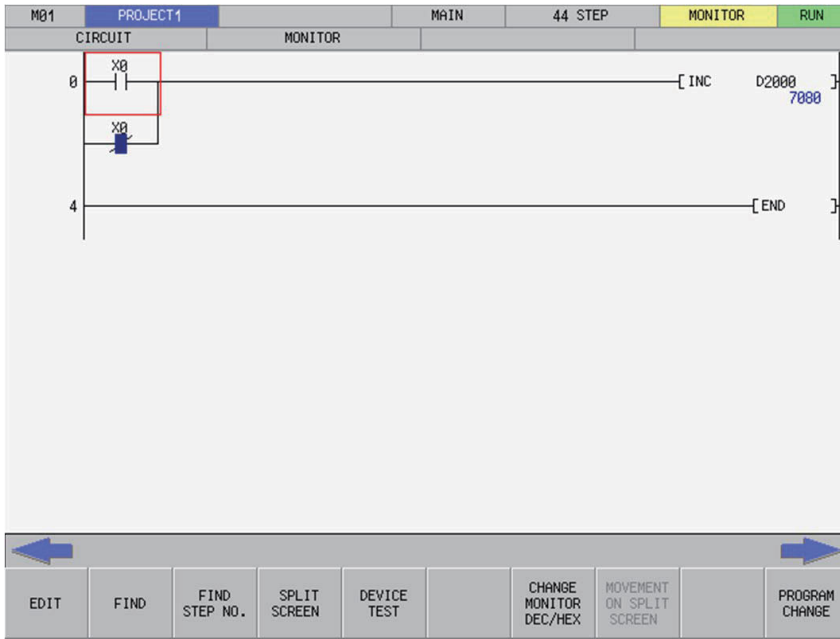 M01 PROJECT1 MAIN 44 STEP MONITOR RUN
CIRCUIT MONITOR
X0
0 INC D2000
7080
X0
4 END
EDIT
FIND
FIND
STEP NO.
SPLIT
SCREEN
DEVICE
TEST
CHANGE
MONITOR
DEC/HEX
MOVEMENT
ON SPLIT
SCREEN
PROGRAM
CHANGE